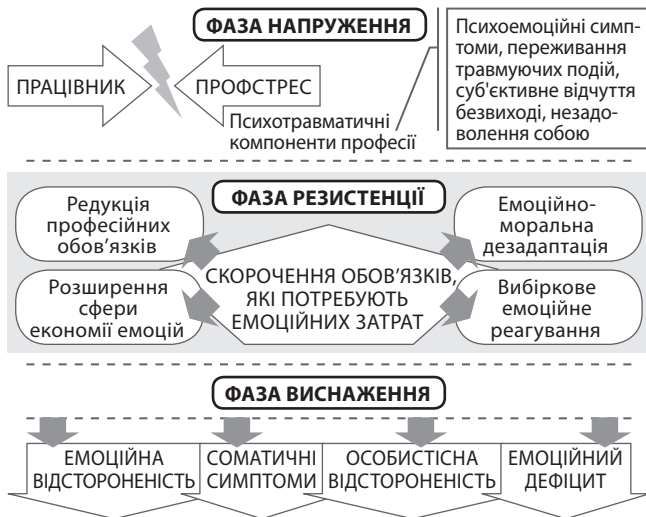 ФАЗА НАПРУЖЕННЯ
ПРАЦІВНИК
ПРОФСТРЕС
Психотравматичні
компоненти професії
Психоемоційні симп-
томи, переживання
травмуючих подій,
суб'єктивне відчуття
безвиході, незадо-
волення собою
ФАЗА РЕЗИСТЕНЦІЇ
Редукція
професійних
обов’язків
Емоційно-
моральна
дезадаптація
СКОРОЧЕННЯ ОБОВ’ЯЗКІВ,
ЯКІ ПОТРЕБУЮТЬ
ЕМОЦІЙНИХ ЗАТРАТ
Розширення
сфери
економії емоцій
Вибіркове
емоційне
реагування
ФАЗА ВИСНАЖЕННЯ
ЕМОЦІЙНА
ВІДСТОРОНЕНІСТЬ
СОМАТИЧНІ
СИМПТОМИ
ОСОБИСТІСНА
ВІДСТОРОНЕНІСТЬ
ЕМОЦІЙНИЙ
ДЕФІЦИТ